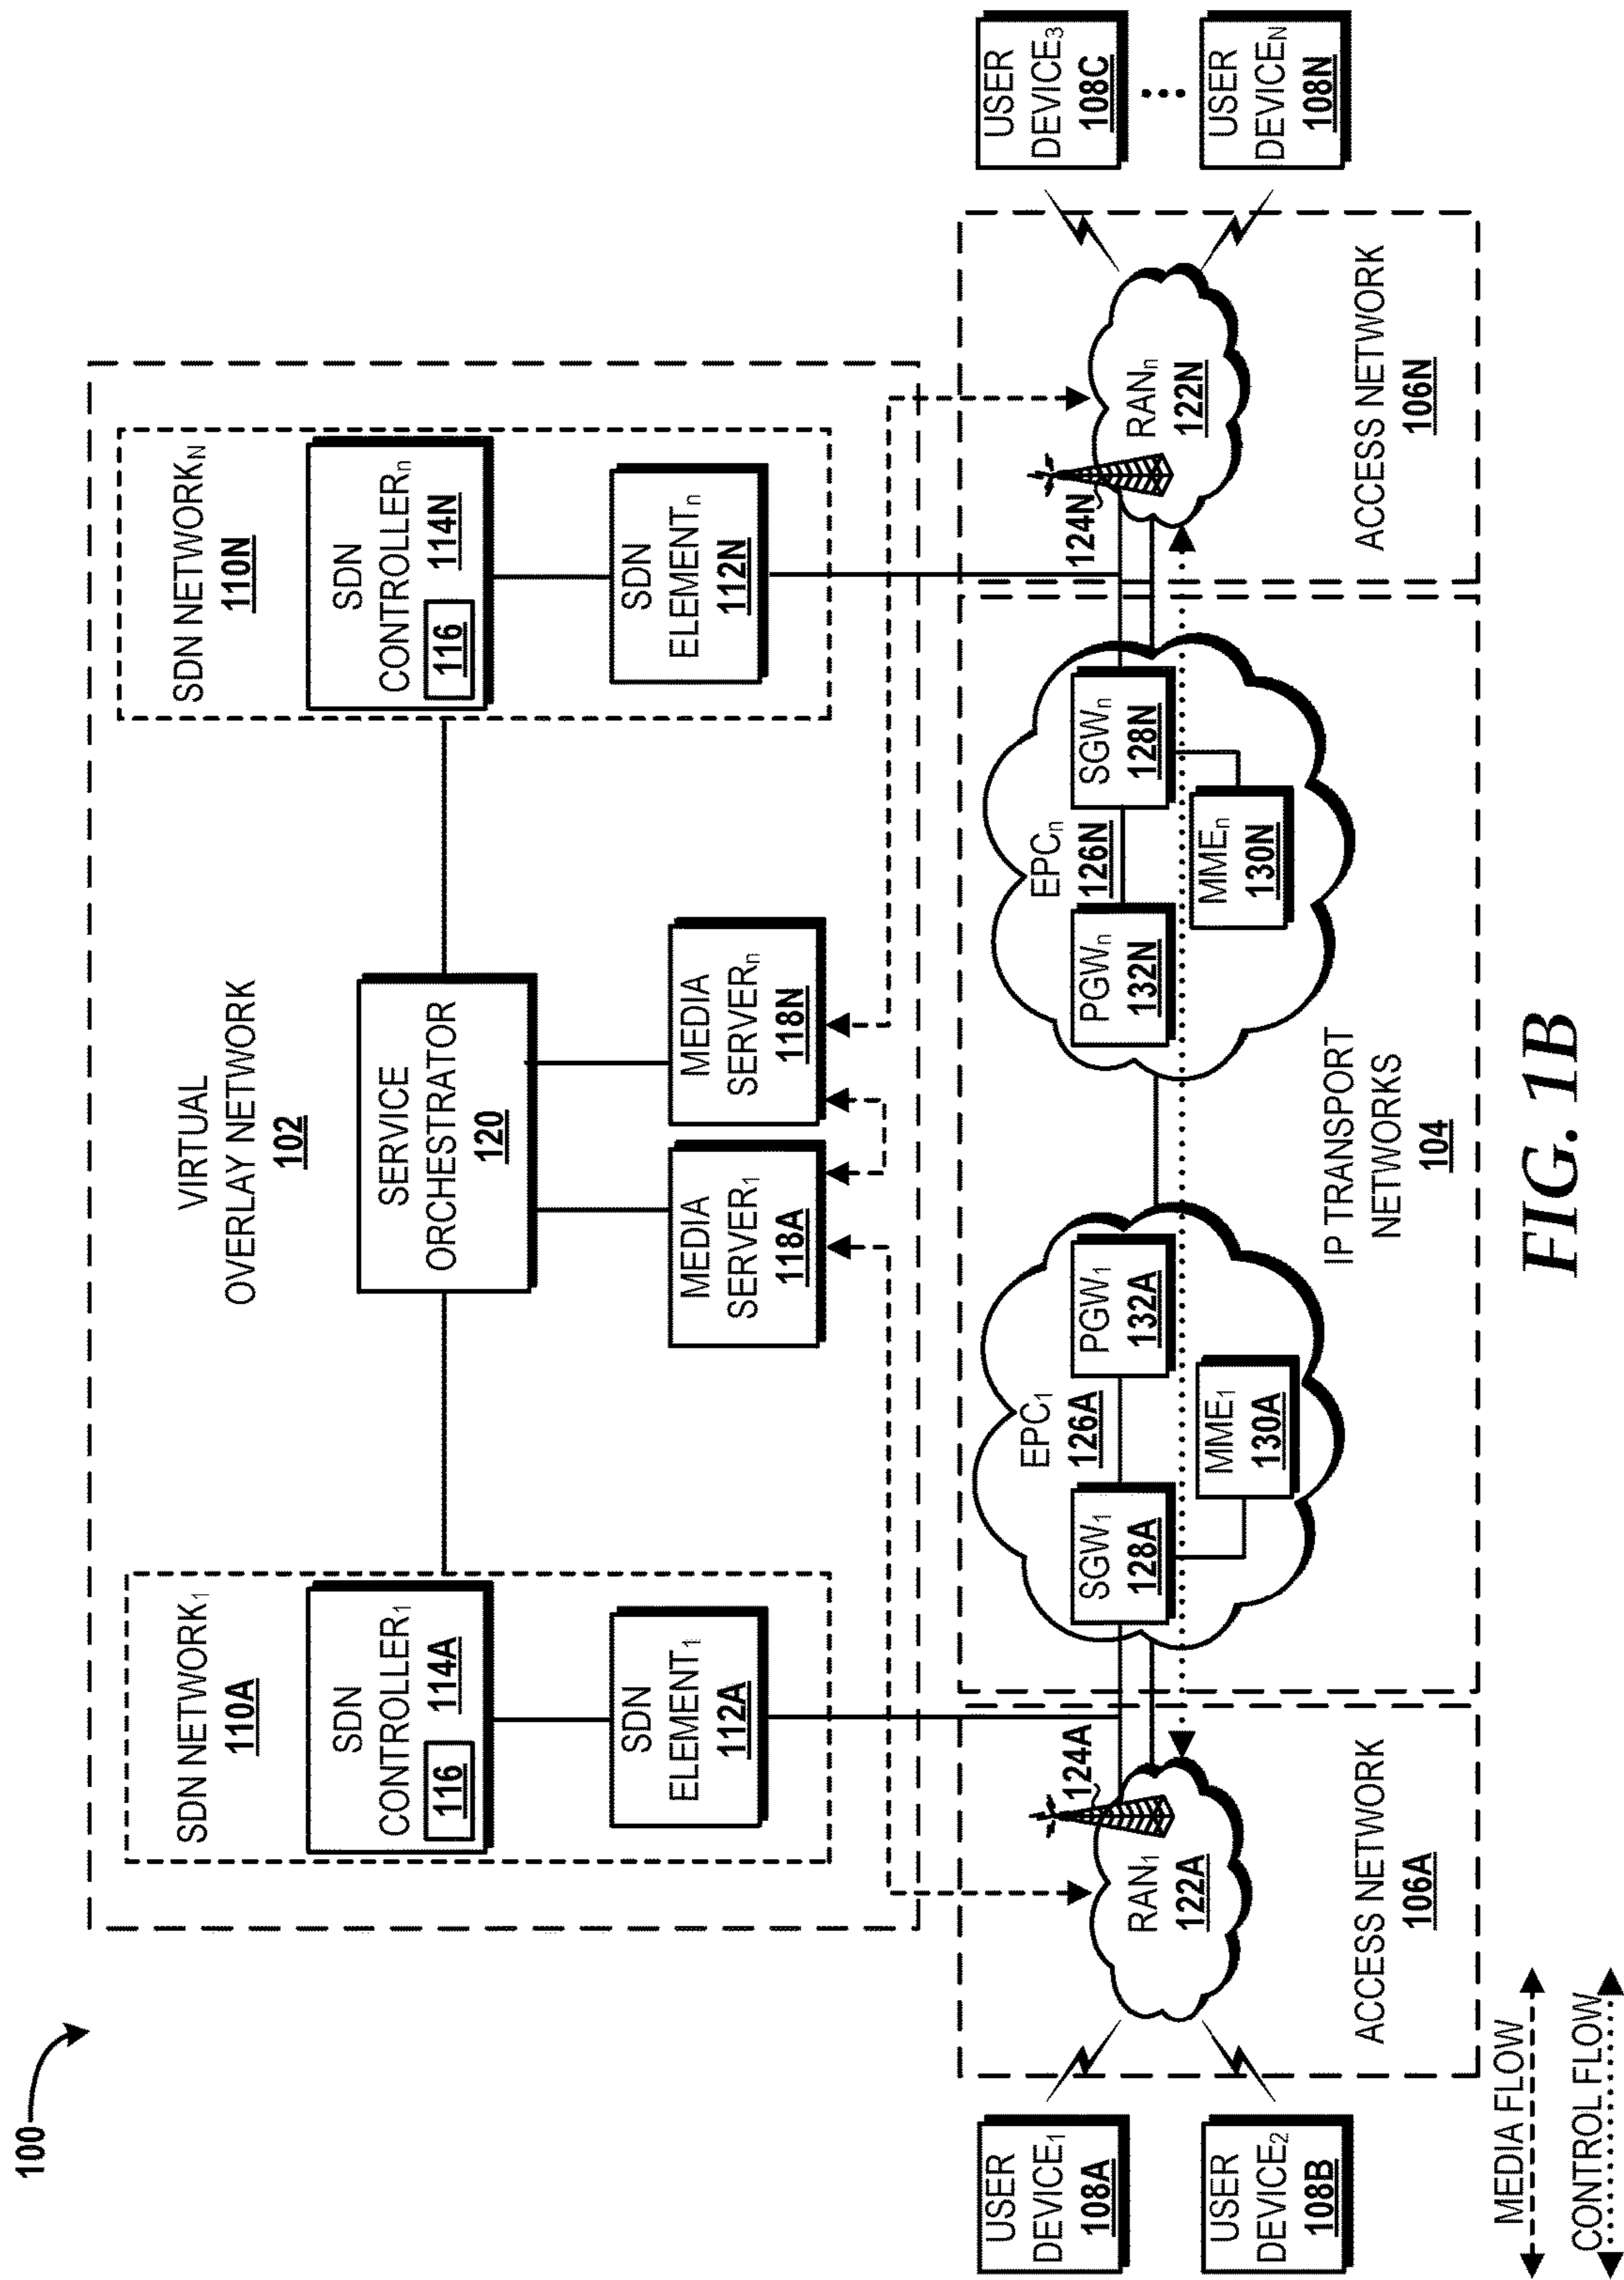 100
VIRTUAL
OVERLAY NETWORK
102
SDN NETWORK1
110A
SDN
CONTROLLER1
116
114A
SDN
ELEMENT1
112A
SERVICE
ORCHESTRATOR
120
MEDIA
SERVER1
118A
MEDIA
SERVERn
118N
SDN NETWORKN
110N
SDN
CONTROLLERn
116
114N
SDN
ELEMENTn
112N
USER
DEVICE1
108A
USER
DEVICE2
108B
124A
RAN1
122A
ACCESS NETWORK
106A
EPC1
126A
SGW1
128A
PGW1
132A
MME1
130A
EPCn
126N
PGWn
132N
SGWn
128N
MMEn
130N
IP TRANSPORT
NETWORKS
104
124N
RANn
122N
ACCESS NETWORK
106N
USER
DEVICE3
108C
USER
DEVICEN
108N
MEDIA FLOW
CONTROL FLOW
FIG. 1B